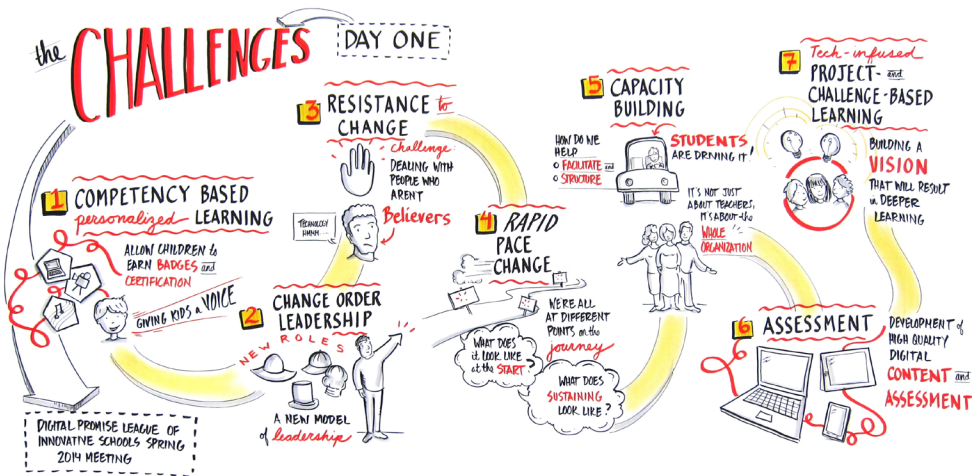 the CHALLENGES
DAY ONE
1 COMPETENCY BASED
personalized LEARNING
ALLOW CHILDREN to
EARN BADGES and
CERTIFICATION
GIVING KIDS a VOICE
2 CHANGE ORDER
LEADERSHIP
NEW ROLES
A NEW MODEL
of leadership
3 RESISTANCE to
CHANGE
Challenge:
DEALING WITH
PEOPLE WHO
ARENT
Believers
TECHNOLOGY
HMMM
4 RAPID
PACE
CHANGE
WE'RE ALL
AT DIFFERENT
POINTS on the
journey
WHAT DOES
it LOOK LIKE
at the START?
WHAT DOES
SUSTAINING
LOOK LIKE?
5 CAPACITY
BUILDING
HOW DO WE
HELP
FACILITATE and
STRUCTURE
STUDENTS
ARE DRIVING IT!
IT'S NOT JUST
ABOUT TEACHERS,
IT'S ABOUT the
WHOLE
ORGANIZATION
6 ASSESSMENT
DEVELOPMENT of
HIGH QUALITY
DIGITAL
CONTENT and
ASSESSMENT
7 Tech-infused
PROJECT- and
CHALLENGE-BASED
LEARNING
BUILDING A
VISION
THAT WILL RESULT
in DEEPER
LEARNING
DIGITAL PROMISE LEAGUE OF
INNOVATIVE SCHOOLS SPRING
2014 MEETING